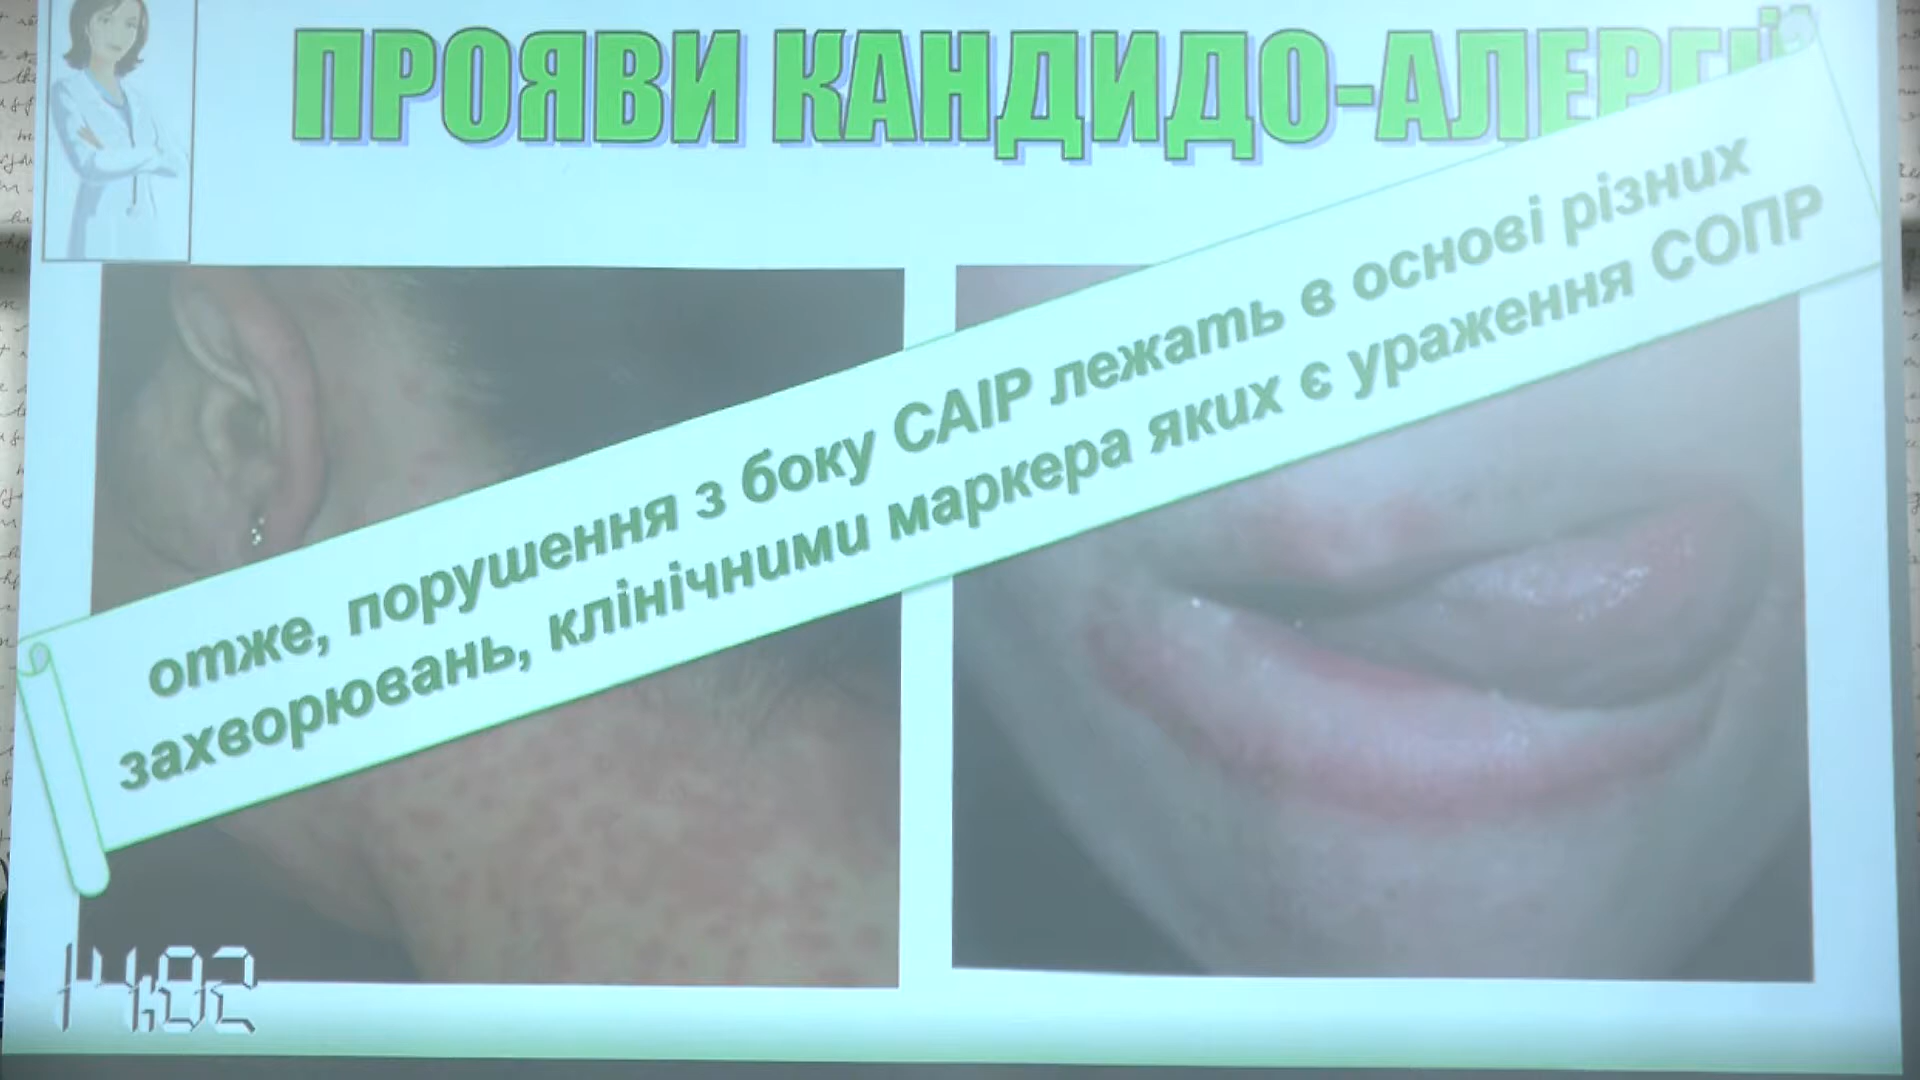 ПРОЯВИ КАНДИДО-АЛЕРГІЇ
отже, порушення з боку САІР лежать в основі різних
захворювань, клінічними маркера яких є ураження СОПР
14:02